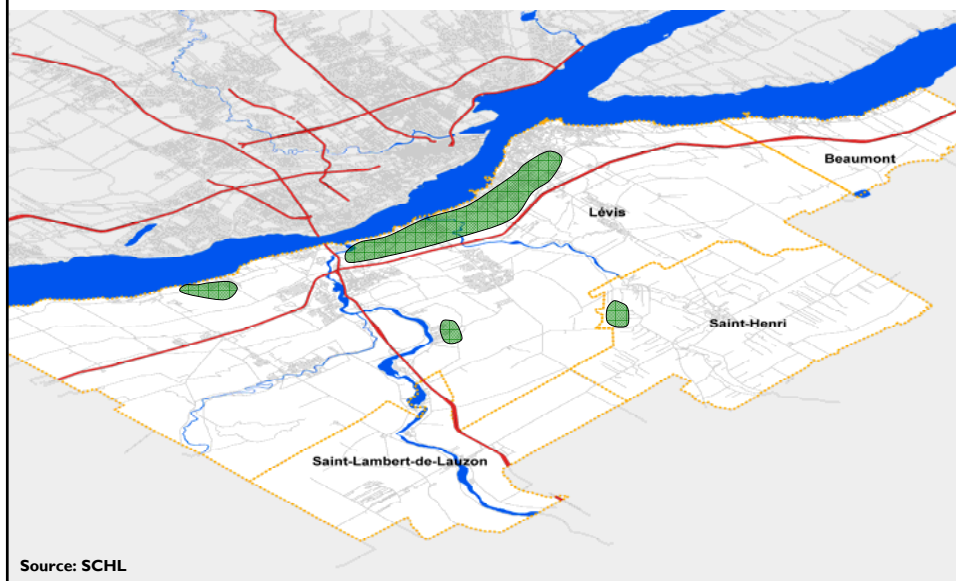 Beaumont
Lévis
Saint-Henri
Saint-Lambert-de-Lauzon
Source: SCHL